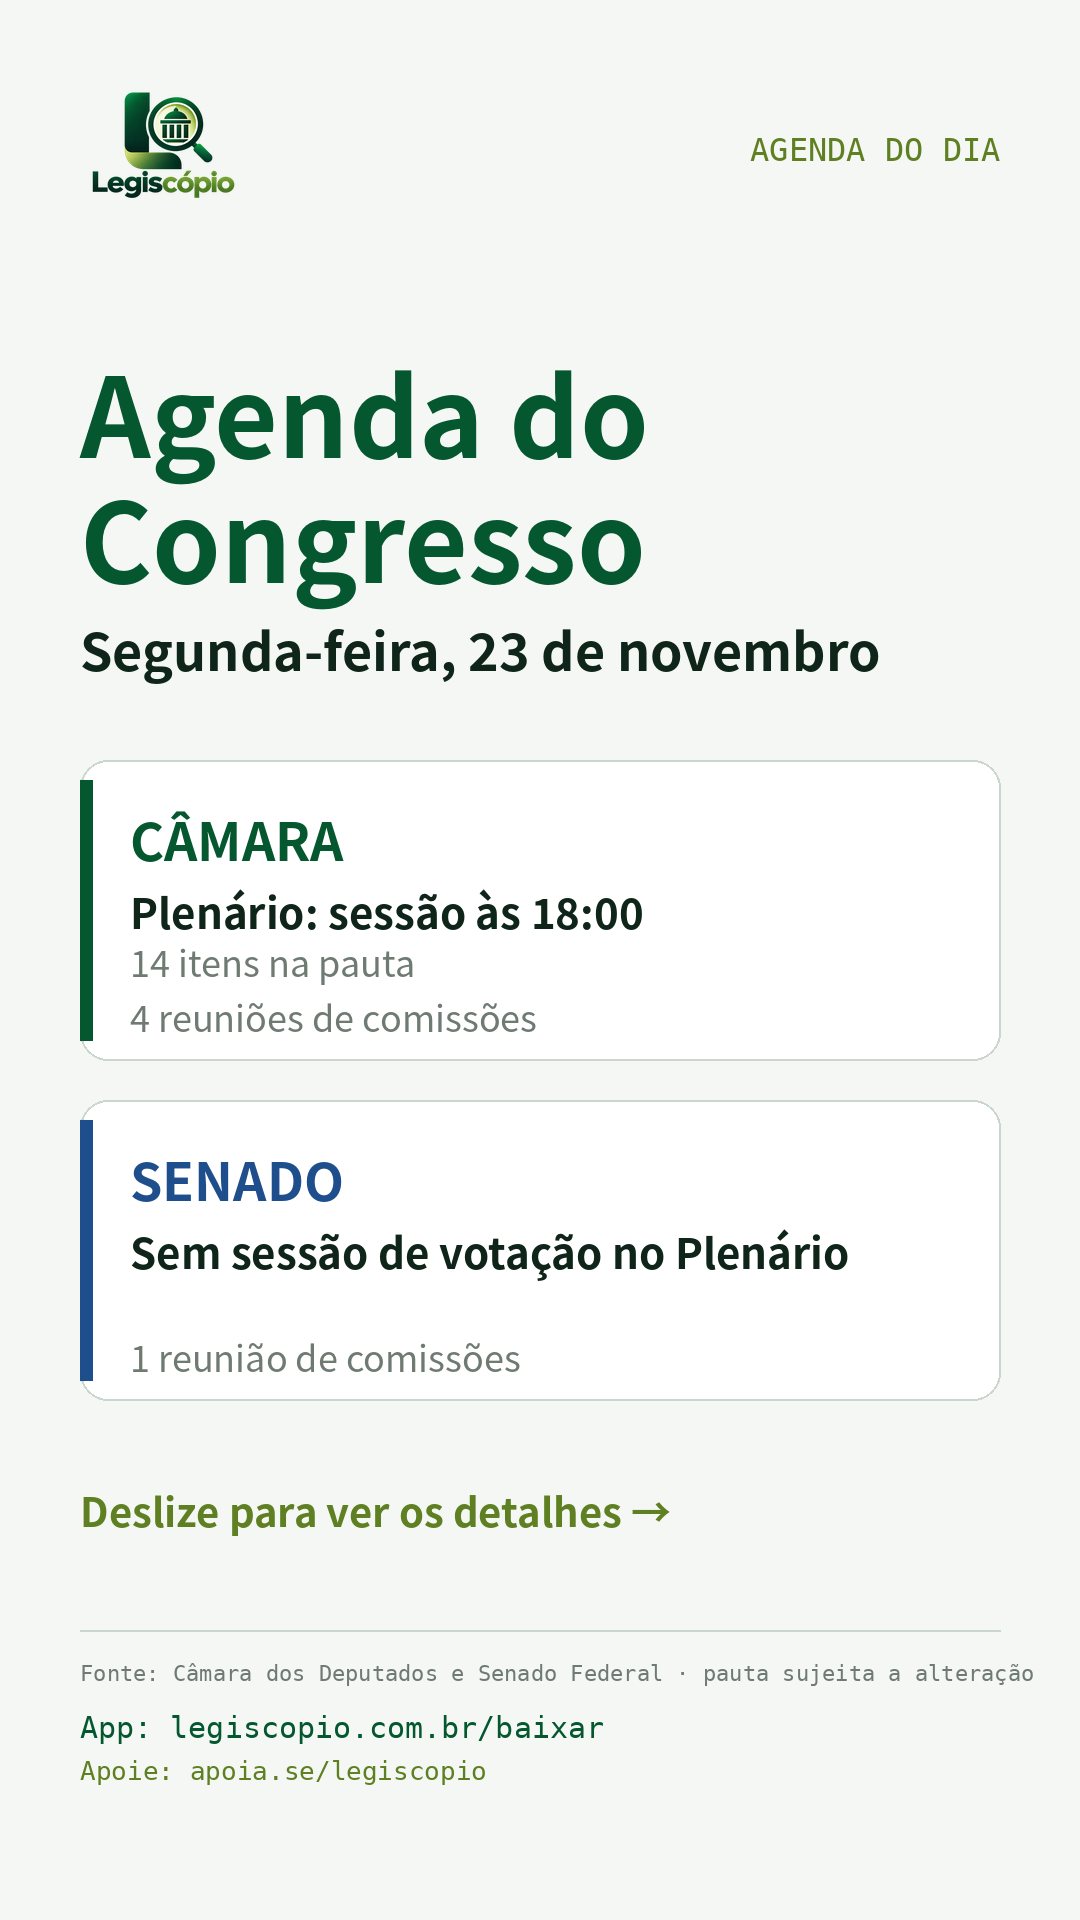 Legiscópio
AGENDA DO DIA
Agenda do
Congresso
Segunda-feira, 23 de novembro
CÂMARA
Plenário: sessão às 18:00
14 itens na pauta
4 reuniões de comissões
SENADO
Sem sessão de votação no Plenário
1 reunião de comissões
Deslize para ver os detalhes →
Fonte: Câmara dos Deputados e Senado Federal · pauta sujeita a alteração
App: legiscopio.com.br/baixar
Apoie: apoia.se/legiscopio